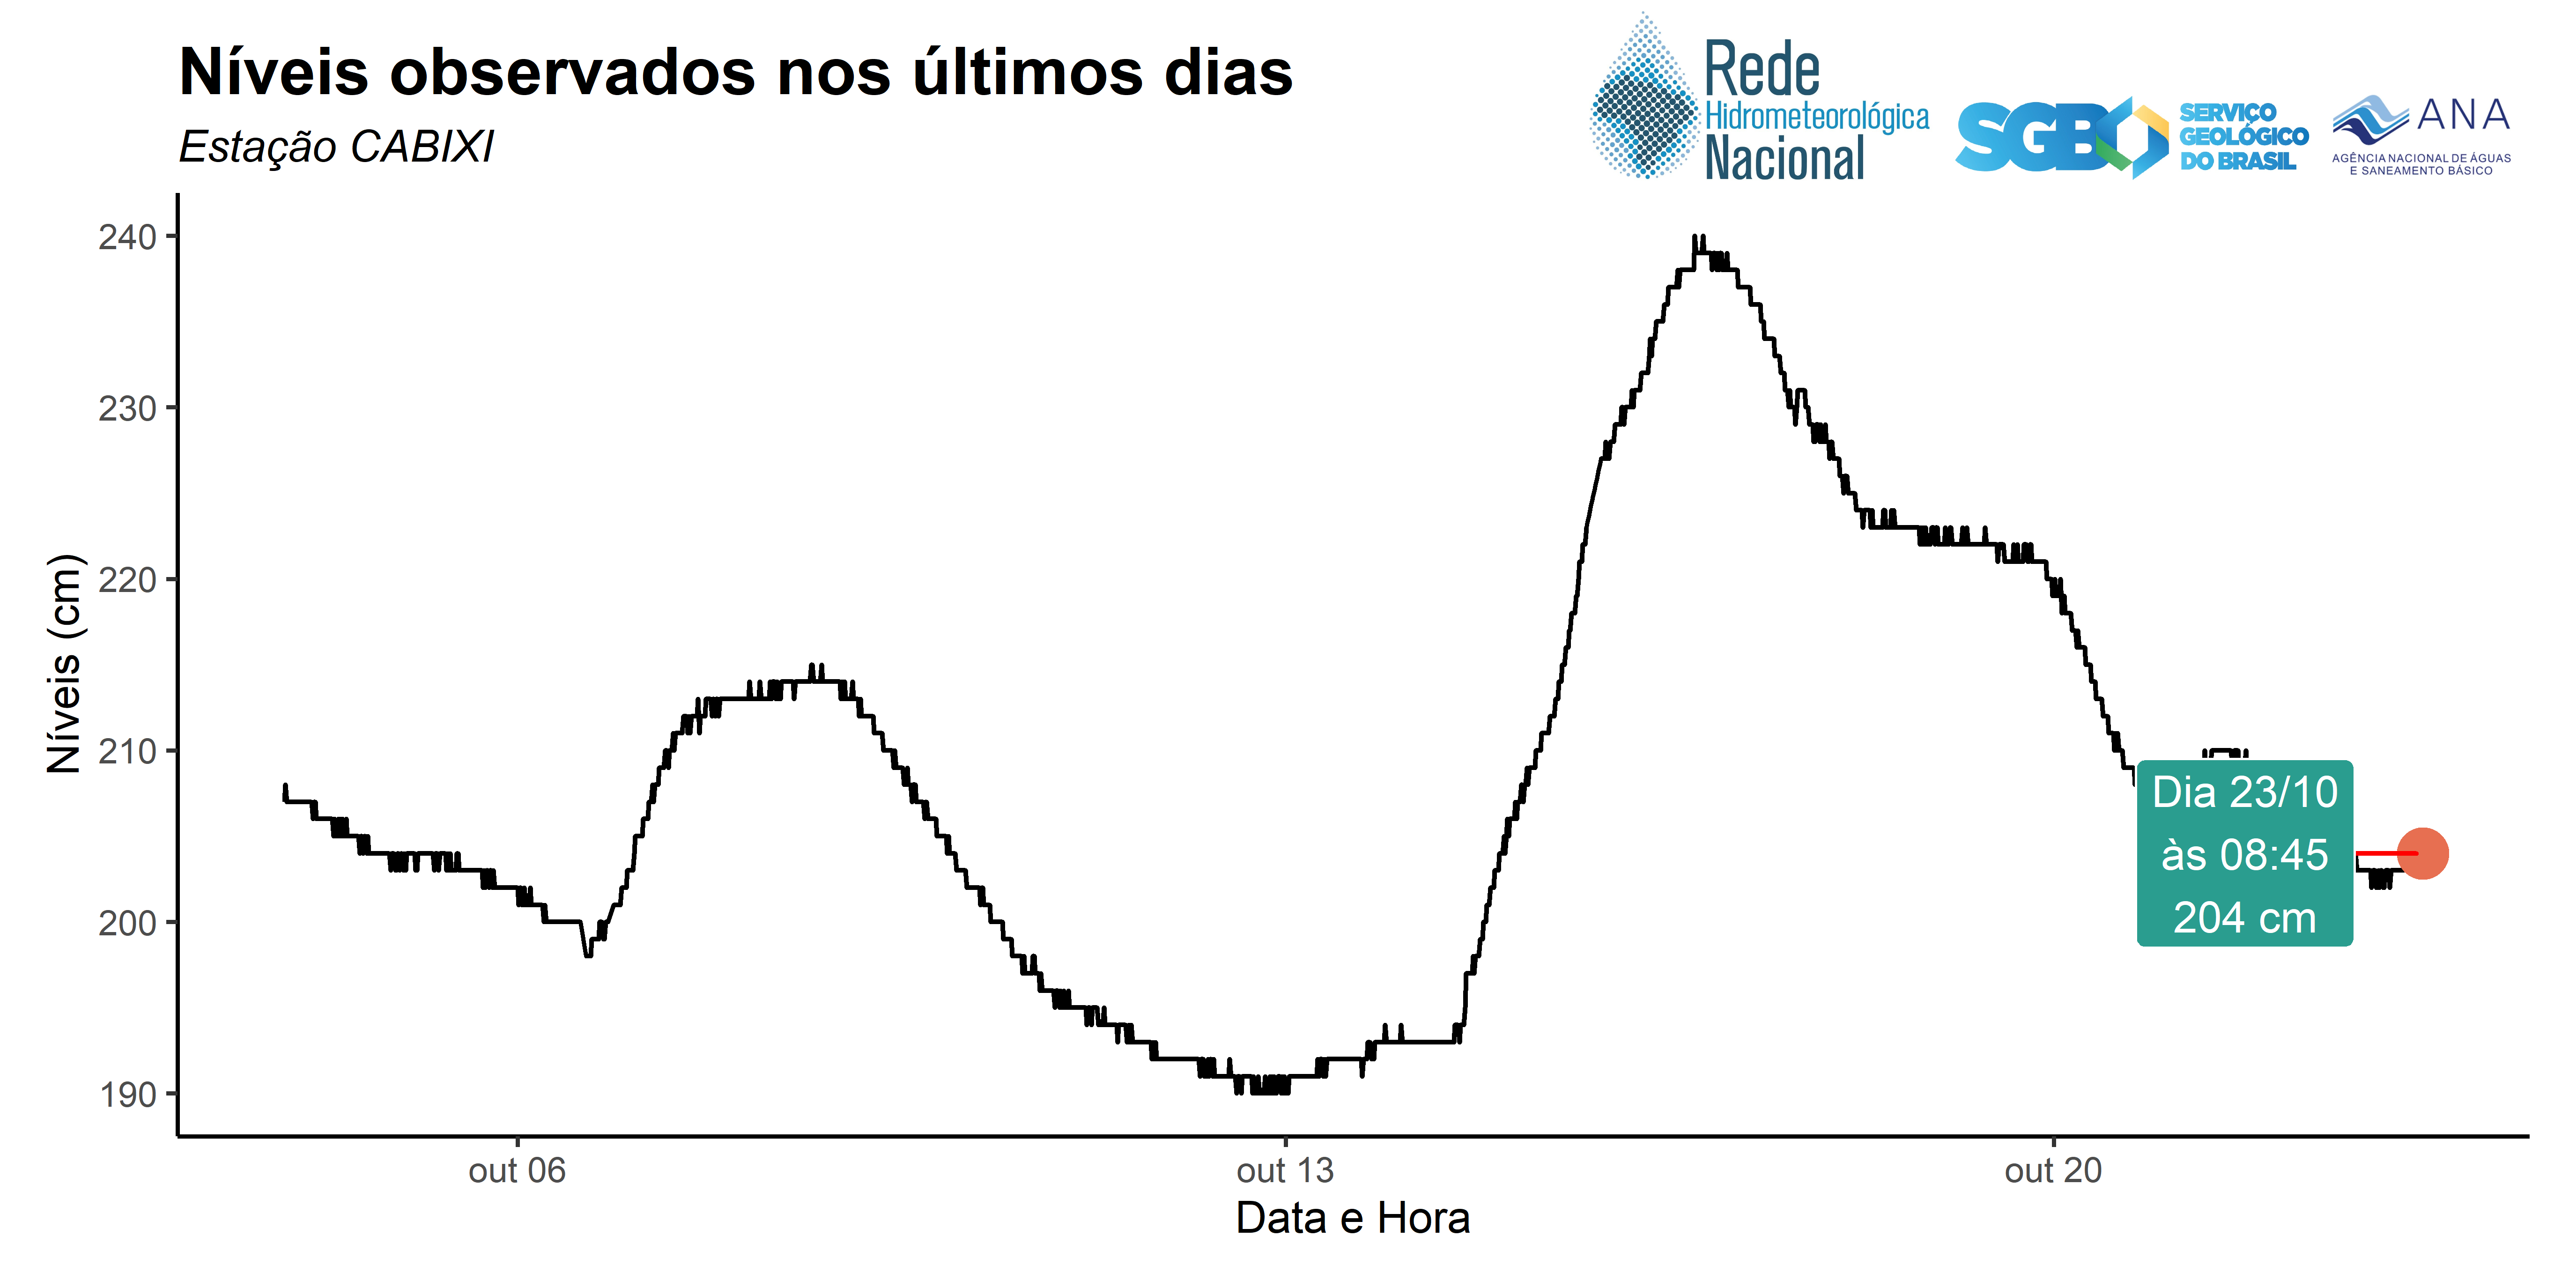 Níveis observados nos últimos dias
Estação CABIXI
Rede
Hidrometeorológica
Nacional
SGB
SERVIÇO
GEOLÓGICO
DO BRASIL
ANA
AGÊNCIA NACIONAL DE ÁGUAS
E SANEAMENTO BÁSICO
Níveis (cm)
240
230
220
210
200
190
Dia 23/10
às 08:45
204 cm
out 06
out 13
out 20
Data e Hora